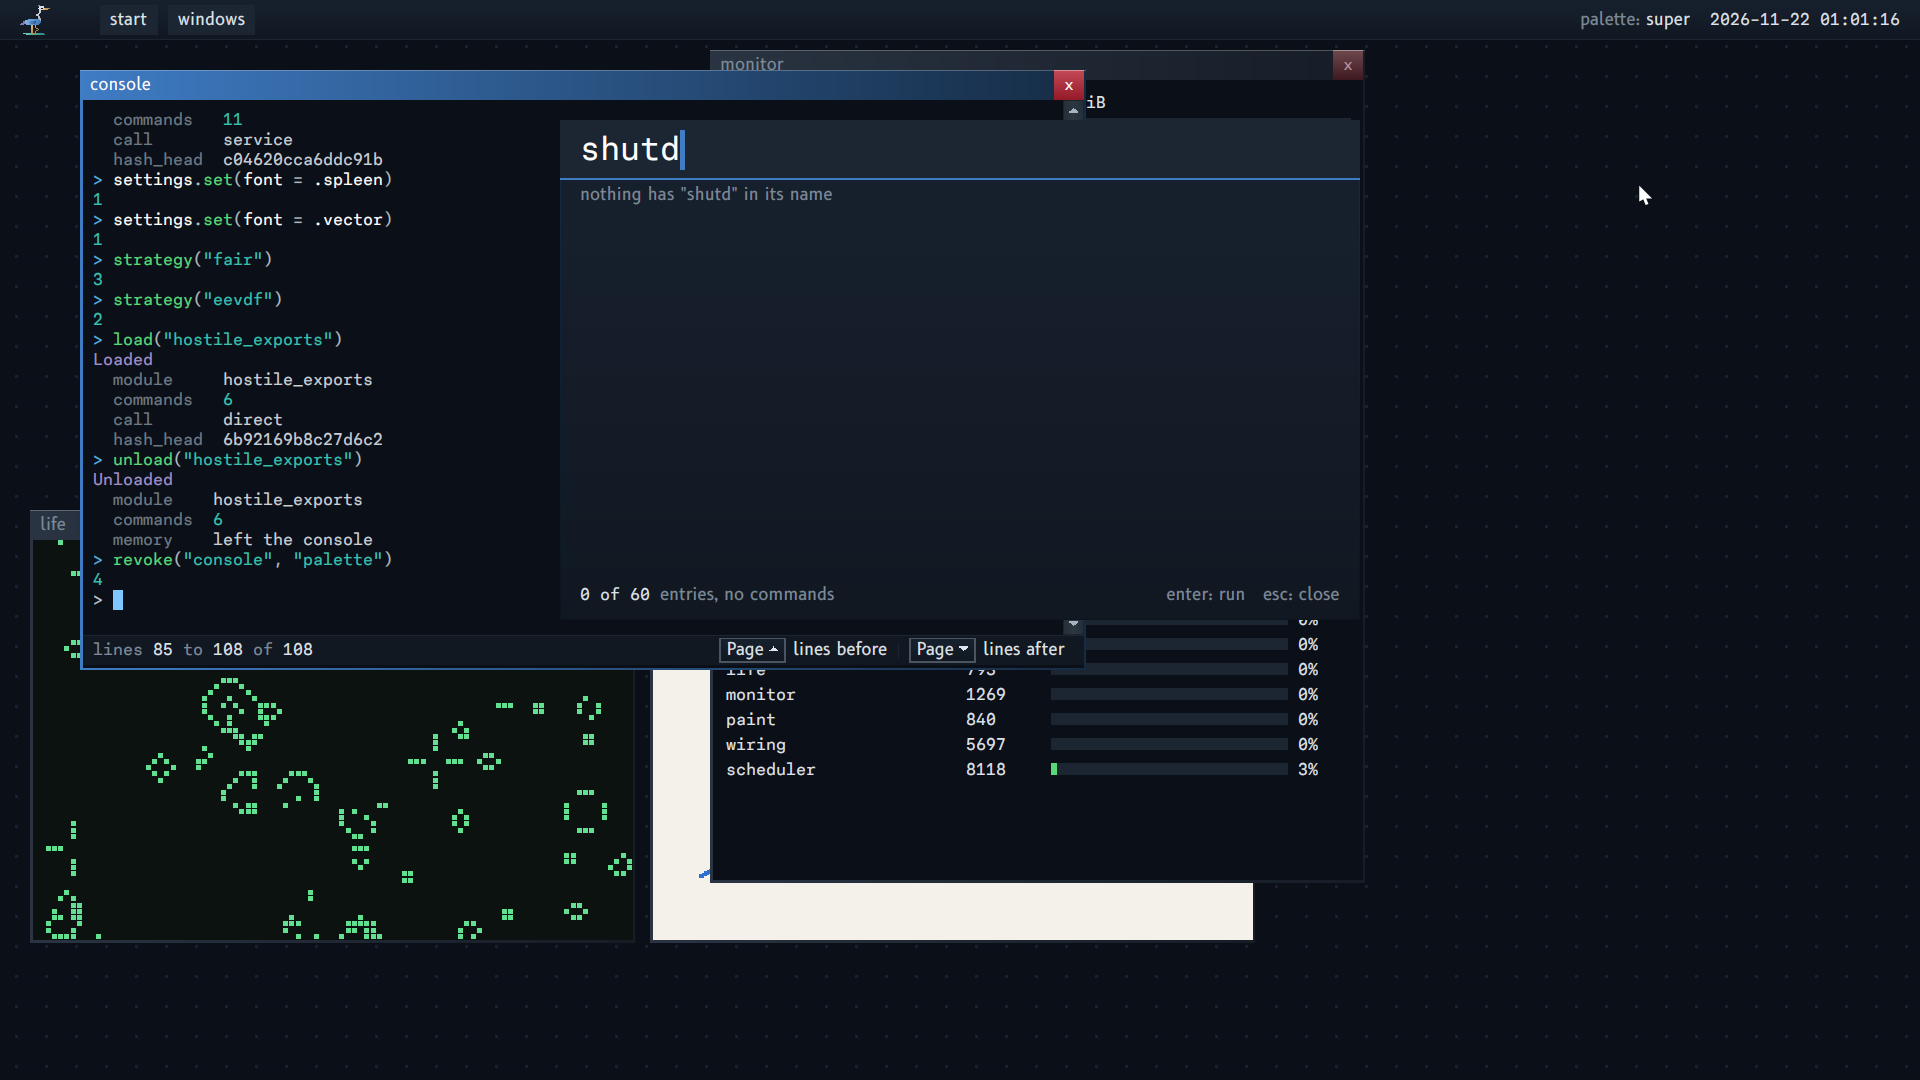 start windows palette: super 2026-11-22 01:01:16
monitor x
console x
iB
commands 11
call service
hash_head c04620cca6ddc91b
> settings.set(font = .spleen)
1
> settings.set(font = .vector)
1
> strategy("fair")
3
> strategy("eevdf")
2
> load("hostile_exports")
Loaded
module hostile_exports
commands 6
call direct
hash_head 6b92169b8c27d6c2
> unload("hostile_exports")
Unloaded
module hostile_exports
commands 6
memory left the console
> revoke("console", "palette")
4
>
lines 85 to 108 of 108 Page lines before Page lines after
shutd
nothing has "shutd" in its name
0 of 60 entries, no commands enter: run esc: close
life
0%
0%
life 793 0%
monitor 1269 0%
paint 840 0%
wiring 5697 0%
scheduler 8118 3%